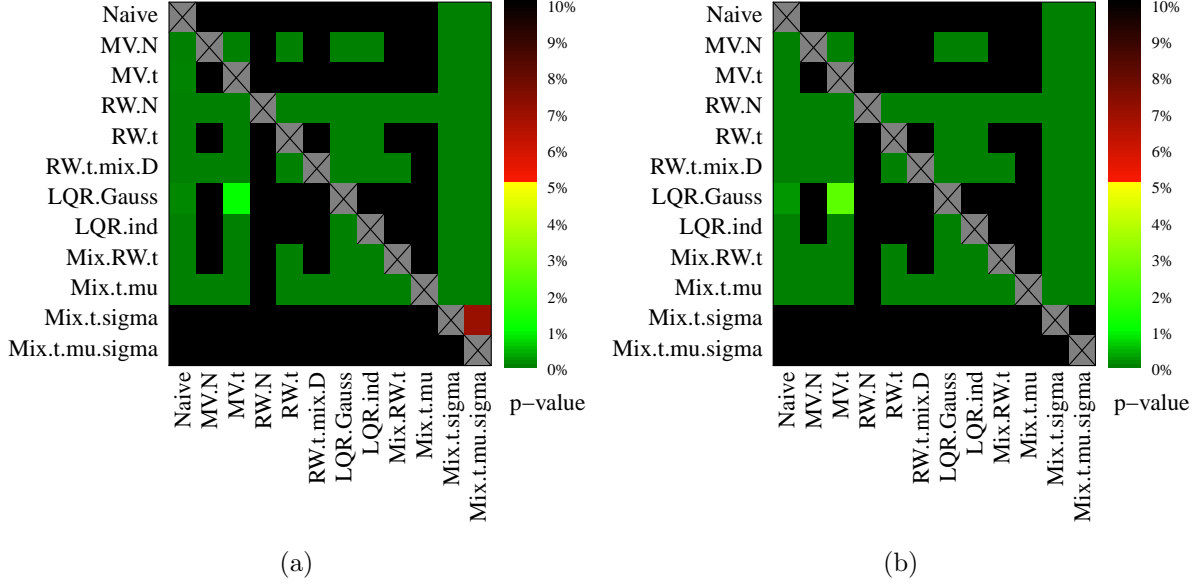 Naive
MV.N
MV.t
RW.N
RW.t
RW.t.mix.D
LQR.Gauss
LQR.ind
Mix.RW.t
Mix.t.mu
Mix.t.sigma
Mix.t.mu.sigma
Naive
MV.N
MV.t
RW.N
RW.t
RW.t.mix.D
LQR.Gauss
LQR.ind
Mix.RW.t
Mix.t.mu
Mix.t.sigma
Mix.t.mu.sigma
10%
9%
8%
7%
6%
5%
4%
3%
2%
1%
0%
p−value
(a)
Naive
MV.N
MV.t
RW.N
RW.t
RW.t.mix.D
LQR.Gauss
LQR.ind
Mix.RW.t
Mix.t.mu
Mix.t.sigma
Mix.t.mu.sigma
Naive
MV.N
MV.t
RW.N
RW.t
RW.t.mix.D
LQR.Gauss
LQR.ind
Mix.RW.t
Mix.t.mu
Mix.t.sigma
Mix.t.mu.sigma
10%
9%
8%
7%
6%
5%
4%
3%
2%
1%
0%
p−value
(b)